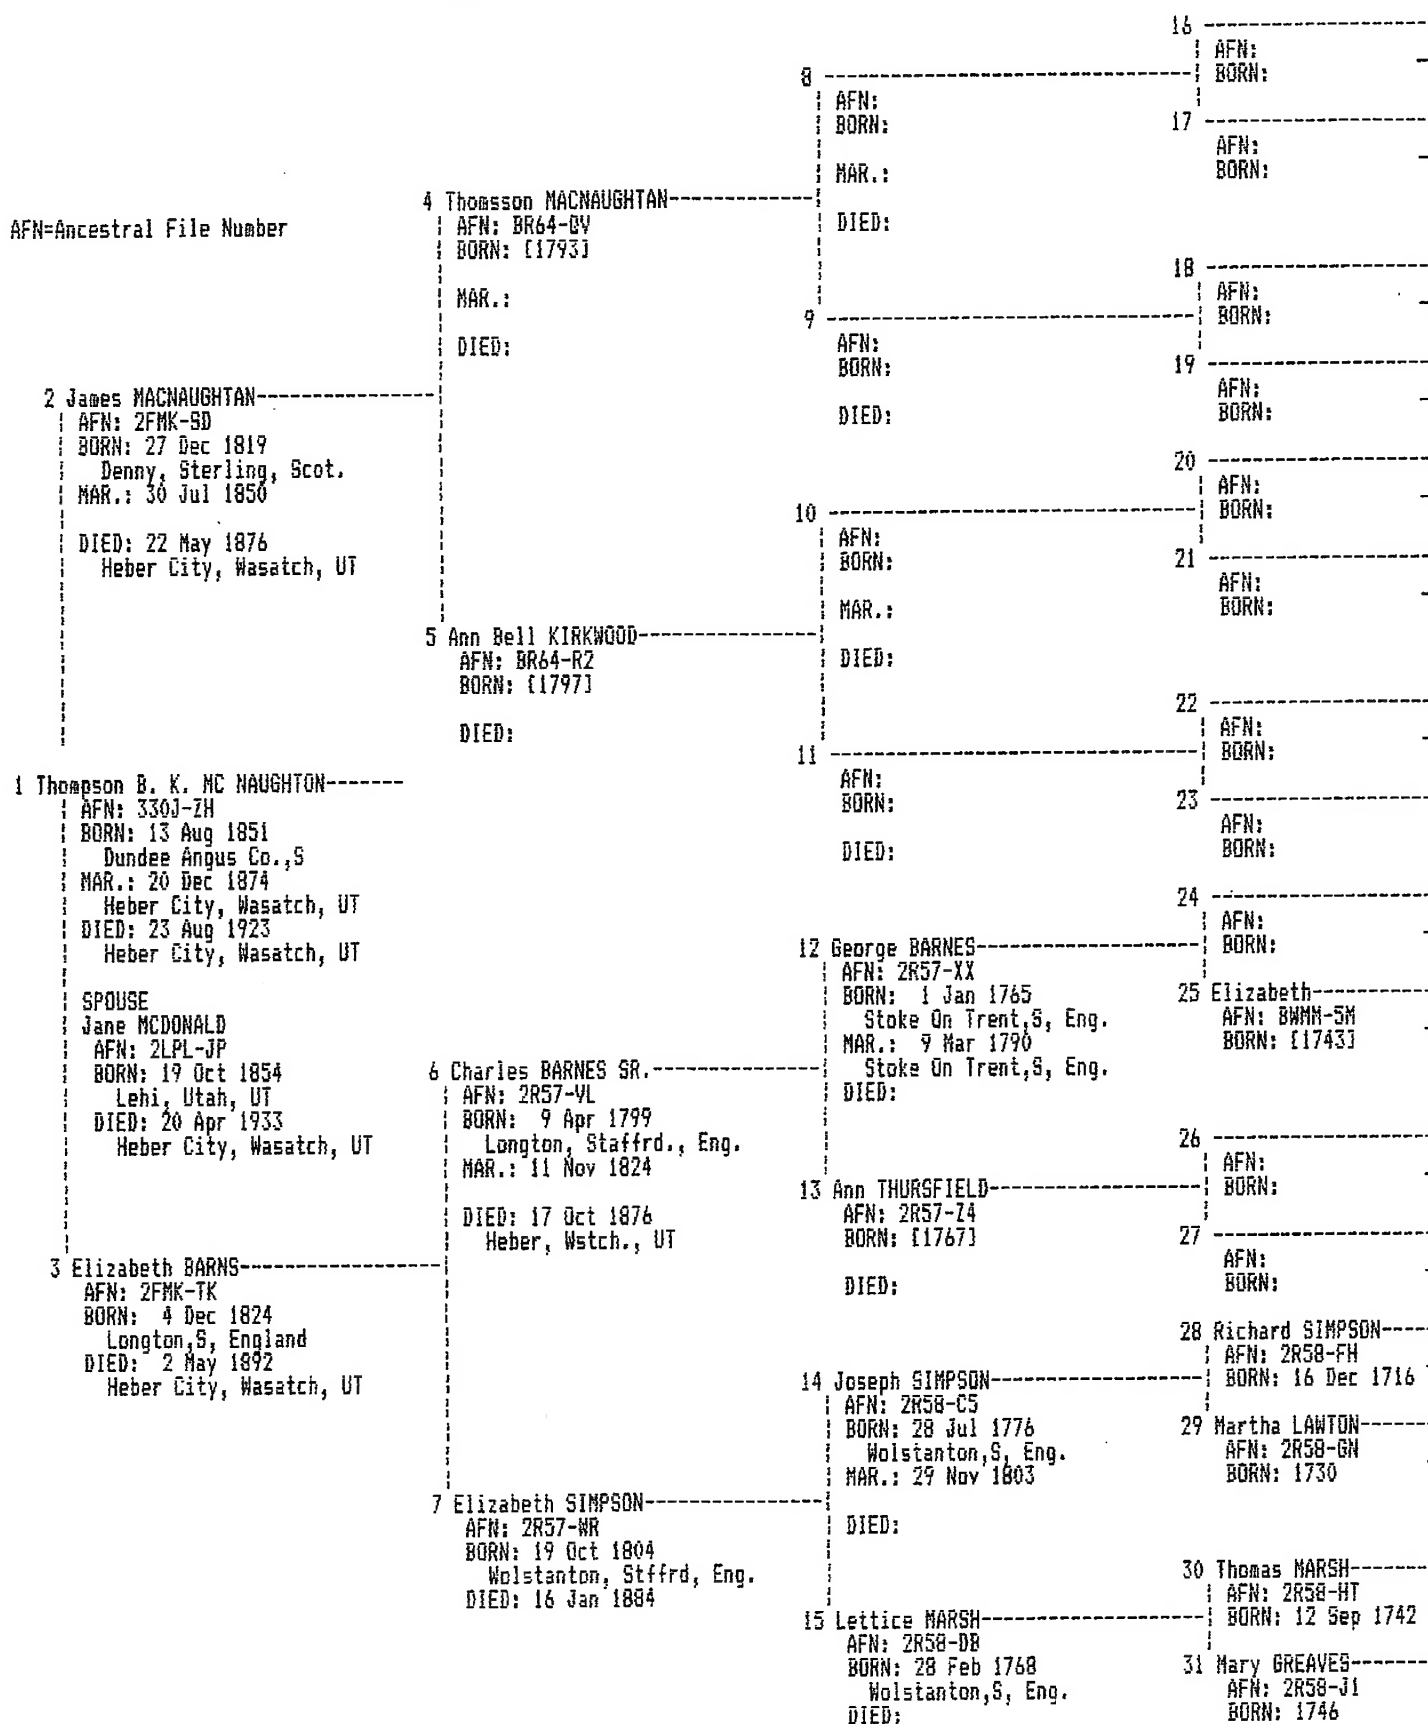 AFN=Ancestral File Number
1 Thompson B. K. MC NAUGHTON
AFN: 330J-ZH
BORN: 13 Aug 1851
Dundee Angus Co.,S
MAR.: 20 Dec 1874
Heber City, Wasatch, UT
DIED: 23 Aug 1923
Heber City, Wasatch, UT
SPOUSE
Jane MCDONALD
AFN: 2LPL-JP
BORN: 19 Oct 1854
Lehi, Utah, UT
DIED: 20 Apr 1933
Heber City, Wasatch, UT
2 James MACNAUGHTAN
AFN: 2FMK-SD
BORN: 27 Dec 1819
Denny, Sterling, Scot.
MAR.: 30 Jul 1850
DIED: 22 May 1876
Heber City, Wasatch, UT
3 Elizabeth BARNS
AFN: 2FMK-TK
BORN: 4 Dec 1824
Longton,S, England
DIED: 2 May 1892
Heber City, Wasatch, UT
4 Thomsson MACNAUGHTAN
AFN: BR64-QV
BORN: [1793]
MAR.:
DIED:
5 Ann Bell KIRKWOOD
AFN: BR64-R2
BORN: [1797]
DIED:
6 Charles BARNES SR.
AFN: 2R57-VL
BORN: 9 Apr 1799
Longton, Staffrd., Eng.
MAR.: 11 Nov 1824
DIED: 17 Oct 1876
Heber, Wstch., UT
7 Elizabeth SIMPSON
AFN: 2R57-WR
BORN: 19 Oct 1804
Wolstanton, Stffrd, Eng.
DIED: 16 Jan 1884
8
AFN:
BORN:
MAR.:
DIED:
9
AFN:
BORN:
DIED:
10
AFN:
BORN:
MAR.:
DIED:
11
AFN:
BORN:
DIED:
12 George BARNES
AFN: 2R57-XX
BORN: 1 Jan 1765
Stoke On Trent,S, Eng.
MAR.: 9 Mar 1790
Stoke On Trent,S, Eng.
DIED:
13 Ann THURSFIELD
AFN: 2R57-Z4
BORN: [1767]
DIED:
14 Joseph SIMPSON
AFN: 2R58-C5
BORN: 28 Jul 1776
Wolstanton,S, Eng.
MAR.: 29 Nov 1803
DIED:
15 Lettice MARSH
AFN: 2R58-DB
BORN: 28 Feb 1768
Wolstanton,S, Eng.
DIED:
16
AFN:
BORN:
17
AFN:
BORN:
18
AFN:
BORN:
19
AFN:
BORN:
20
AFN:
BORN:
21
AFN:
BORN:
22
AFN:
BORN:
23
AFN:
BORN:
24
AFN:
BORN:
25 Elizabeth
AFN: 8WMM-5M
BORN: [1743]
26
AFN:
BORN:
27
AFN:
BORN:
28 Richard SIMPSON
AFN: 2R58-FH
BORN: 16 Dec 1716
29 Martha LAWTON
AFN: 2R58-GN
BORN: 1730
30 Thomas MARSH
AFN: 2R58-HT
BORN: 12 Sep 1742
31 Mary GREAVES
AFN: 2R58-J1
BORN: 1746